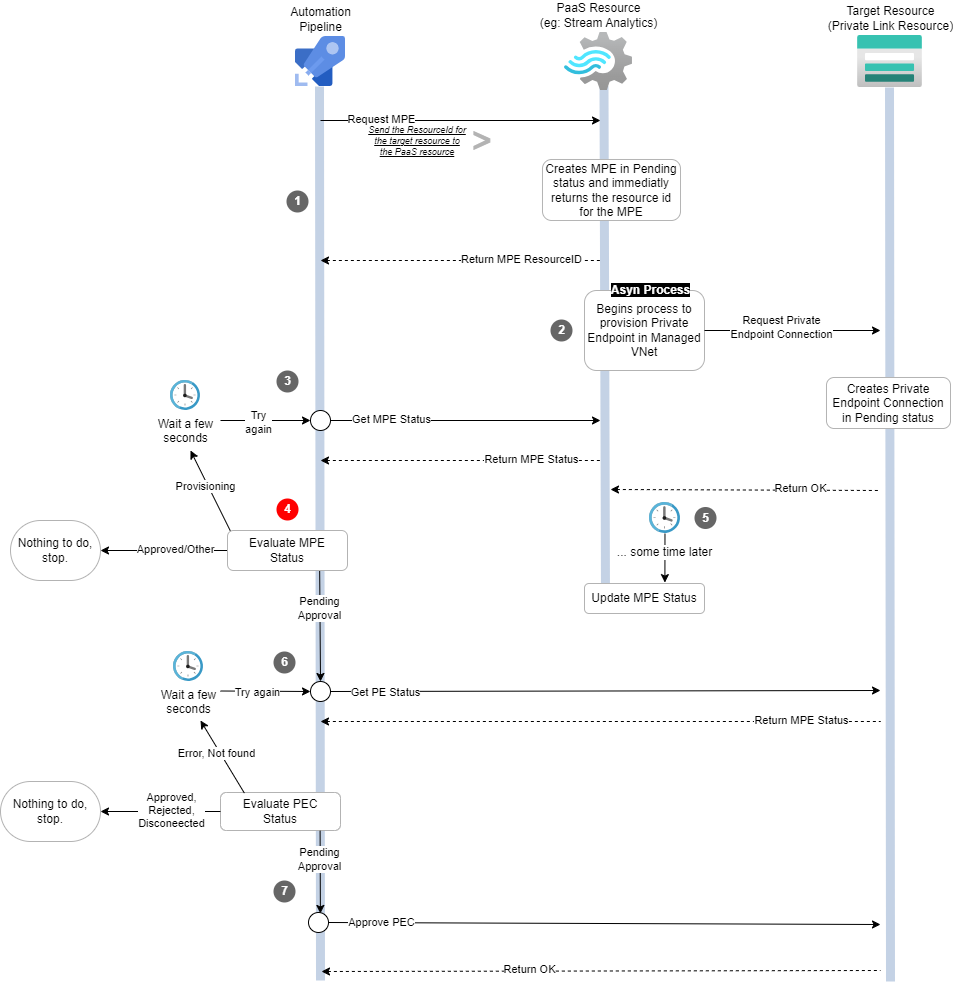 Automation
Pipeline
PaaS Resource
(eg: Stream Analytics)
Target Resource
(Private Link Resource)
Request MPE
Send the ResourceId for
the target resource to
the PaaS resource
>
Creates MPE in Pending
status and immediatly
returns the resource id
for the MPE
1
Return MPE ResourceID
Asyn Process
Begins process to
provision Private
Endpoint in Managed
VNet
2
Request Private
Endpoint Connection
Creates Private
Endpoint Connection
in Pending status
3
Wait a few
seconds
Try
again
Get MPE Status
Return MPE Status
Provisioning
Return OK
4
5
Nothing to do,
stop.
Approved/Other
Evaluate MPE
Status
... some time later
Update MPE Status
Pending
Approval
6
Wait a few
seconds
Try again
Get PE Status
Return MPE Status
Error, Not found
Nothing to do,
stop.
Approved,
Rejected,
Disconeected
Evaluate PEC
Status
Pending
Approval
7
Approve PEC
Return OK